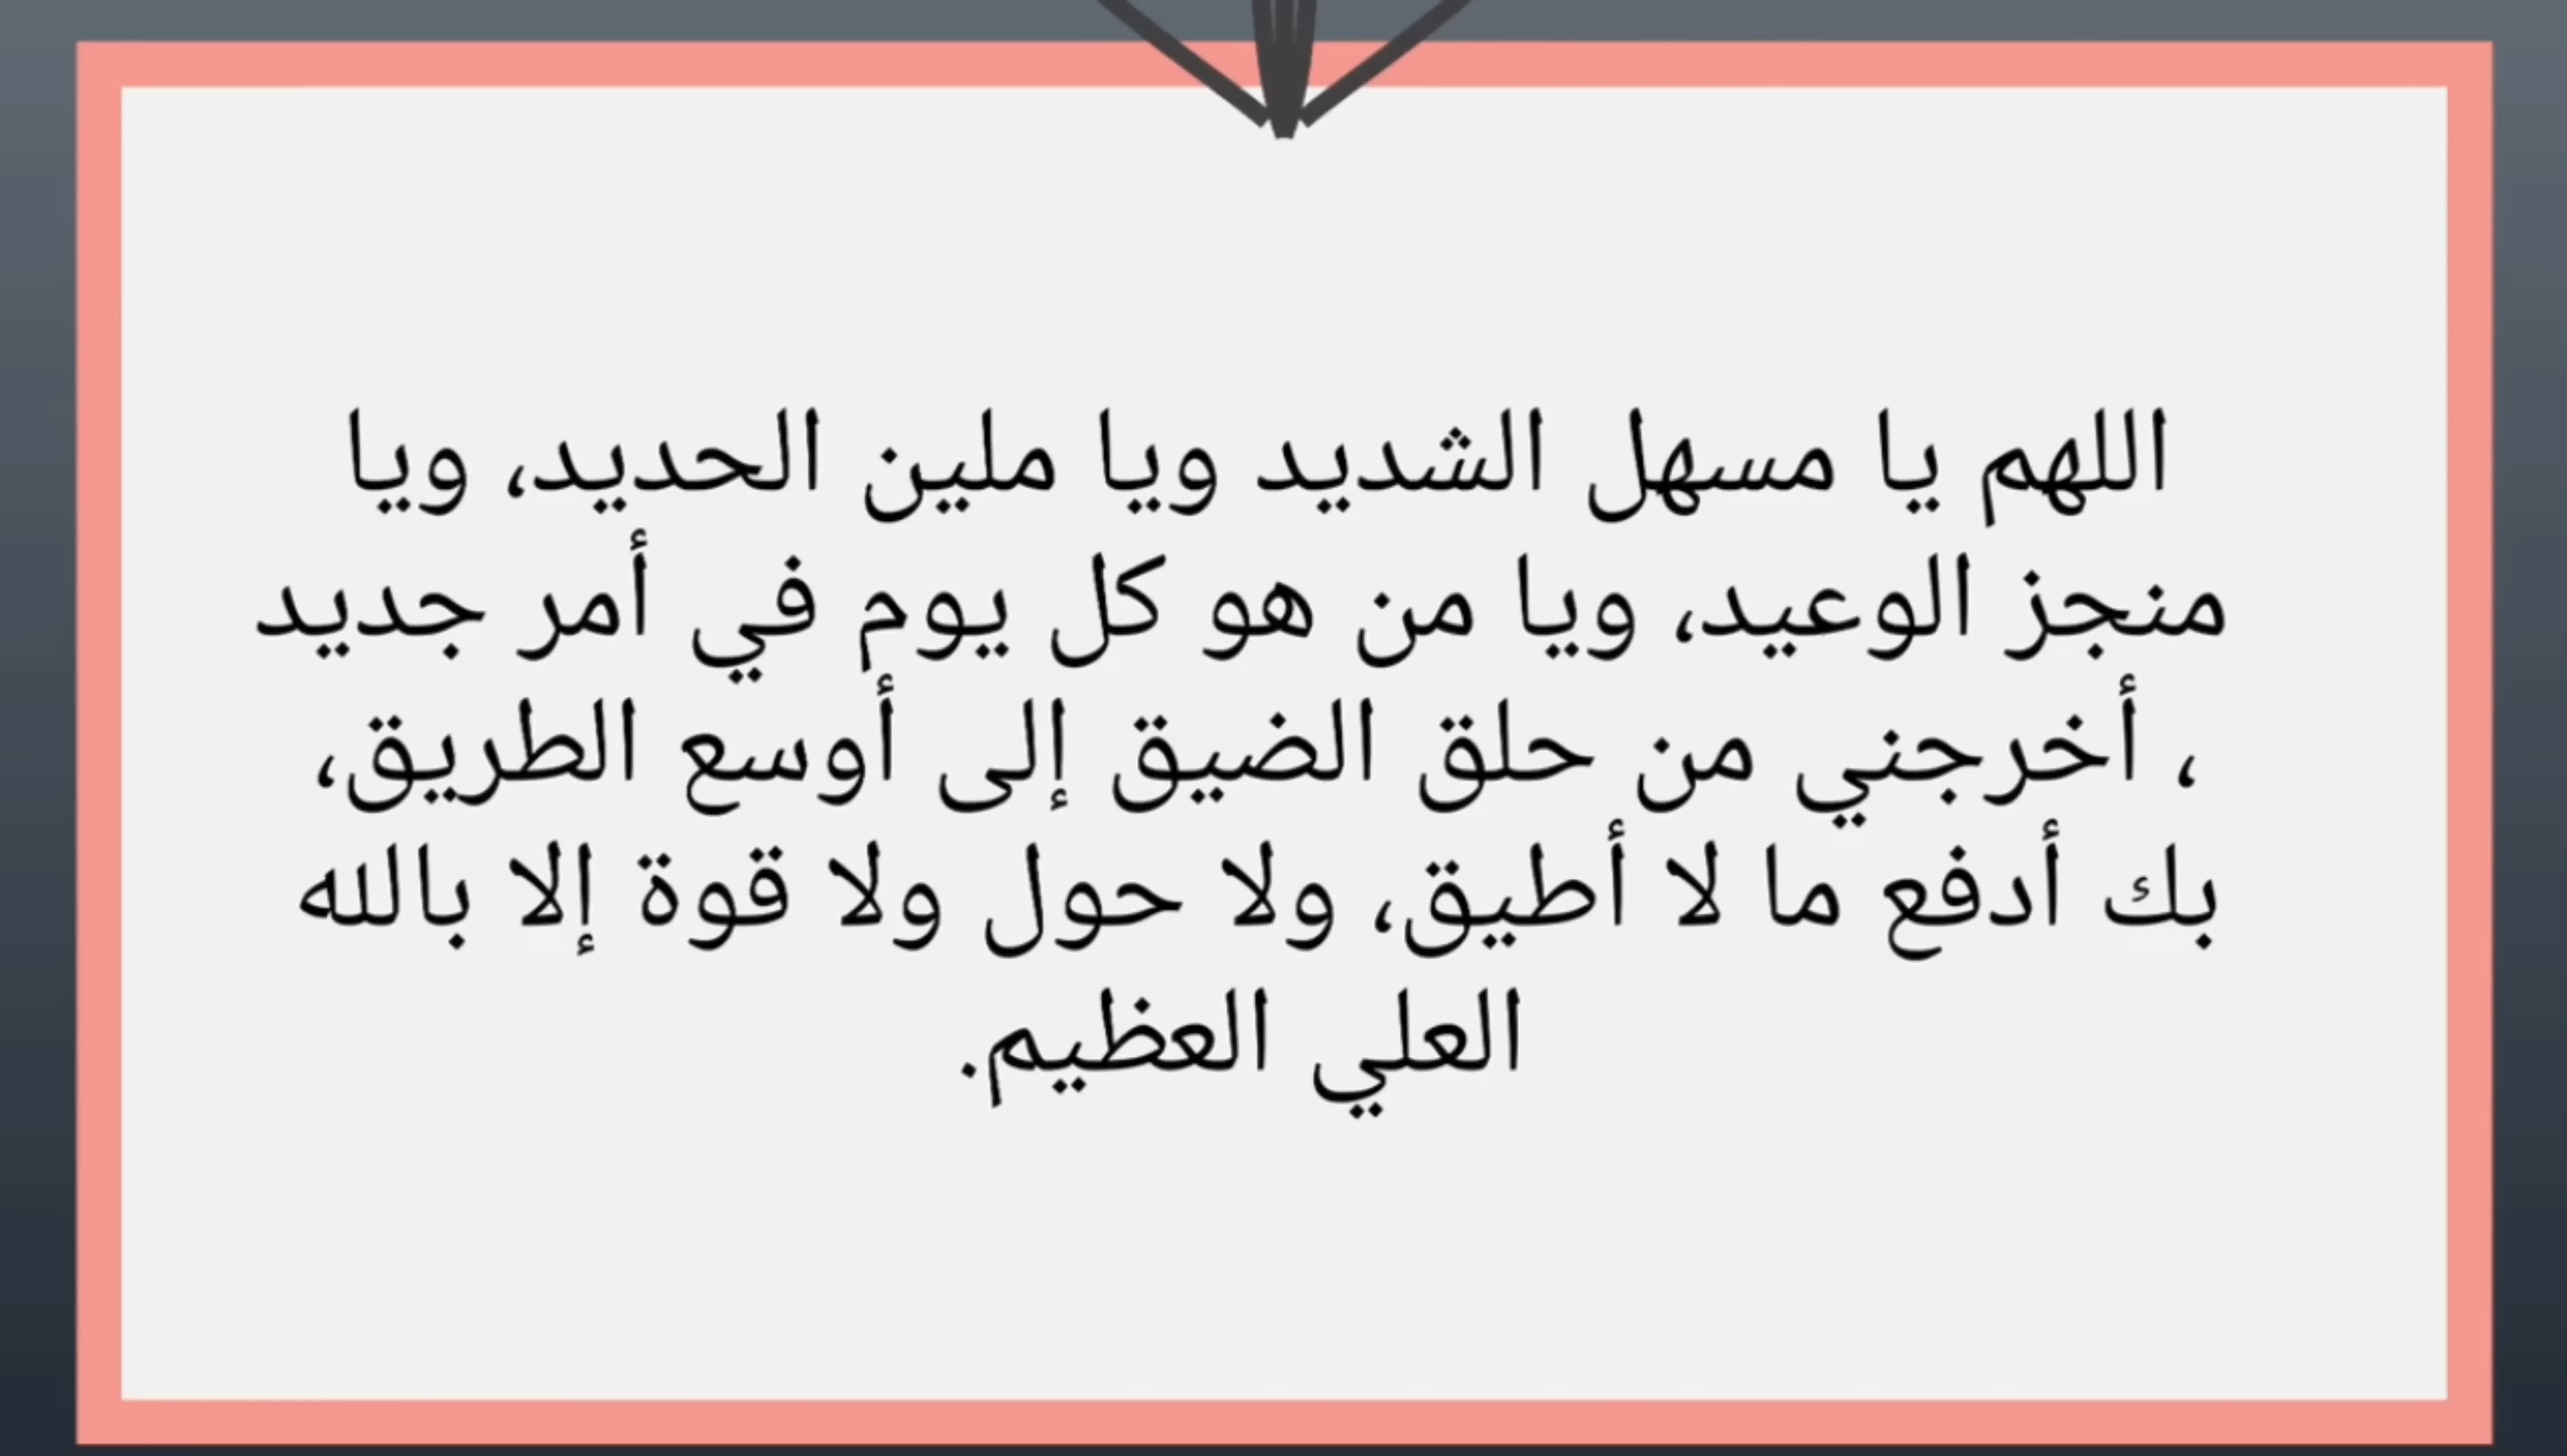 اللهم يا مسهل الشديد ويا ملين الحديد، ويا
منجز الوعيد، ويا من هو كل يوم في أمر جديد
، أخرجني من حلق الضيق إلى أوسع الطريق،
بك أدفع ما لا أطيق، ولا حول ولا قوة إلا بالله
العلي العظيم.